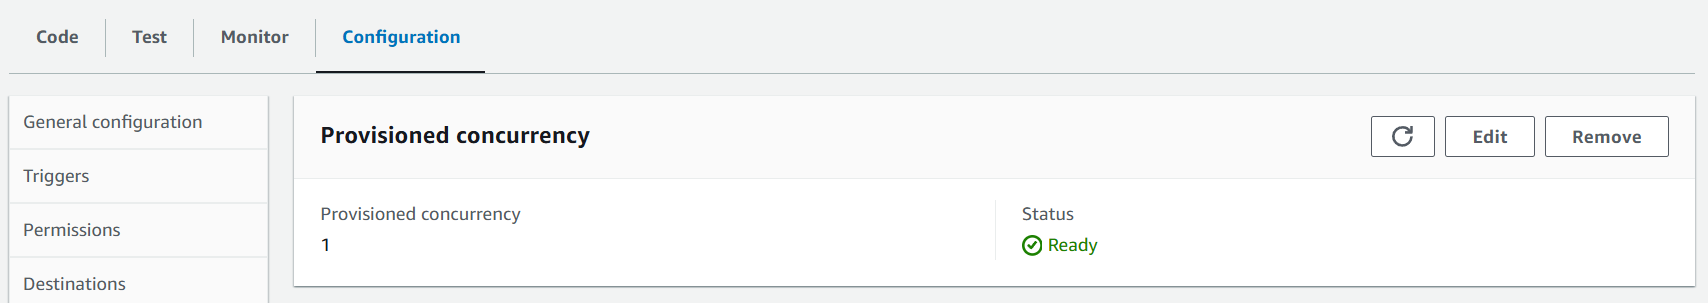 Code
Test
Monitor
Configuration
General configuration
Triggers
Permissions
Destinations
Provisioned concurrency
Edit
Remove
Provisioned concurrency
1
Status
Ready